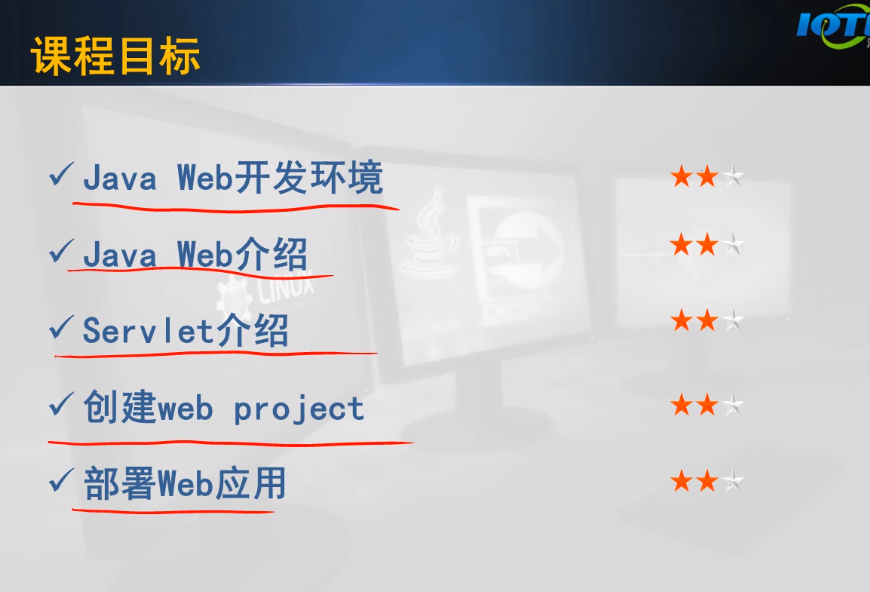 课程目标
✓ Java Web开发环境
✓ Java Web介绍
LINUX
✓ Servlet介绍
✓ 创建web project
✓ 部署Web应用